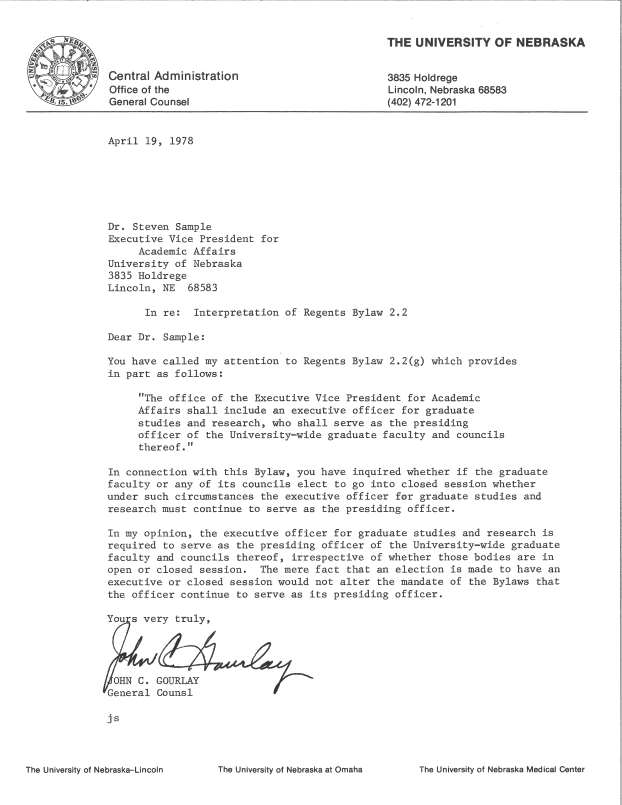 THE UNIVERSITY OF NEBRASKA
UNIVERSITAS NEBRASKENSIS
FEB. 15, 1869.
Central Administration
Office of the
General Counsel
3835 Holdrege
Lincoln, Nebraska 68583
(402) 472-1201
April 19, 1978
Dr. Steven Sample
Executive Vice President for
Academic Affairs
University of Nebraska
3835 Holdrege
Lincoln, NE 68583
In re: Interpretation of Regents Bylaw 2.2
Dear Dr. Sample:
You have called my attention to Regents Bylaw 2.2(g) which provides
in part as follows:
"The office of the Executive Vice President for Academic
Affairs shall include an executive officer for graduate
studies and research, who shall serve as the presiding
officer of the University-wide graduate faculty and councils
thereof."
In connection with this Bylaw, you have inquired whether if the graduate
faculty or any of its councils elect to go into closed session whether
under such circumstances the executive officer for graduate studies and
research must continue to serve as the presiding officer.
In my opinion, the executive officer for graduate studies and research is
required to serve as the presiding officer of the University-wide graduate
faculty and councils thereof, irrespective of whether those bodies are in
open or closed session. The mere fact that an election is made to have an
executive or closed session would not alter the mandate of the Bylaws that
the officer continue to serve as its presiding officer.
Yours very truly,
John C Gourlay
JOHN C. GOURLAY
General Counsl
js
The University of Nebraska–Lincoln
The University of Nebraska at Omaha
The University of Nebraska Medical Center